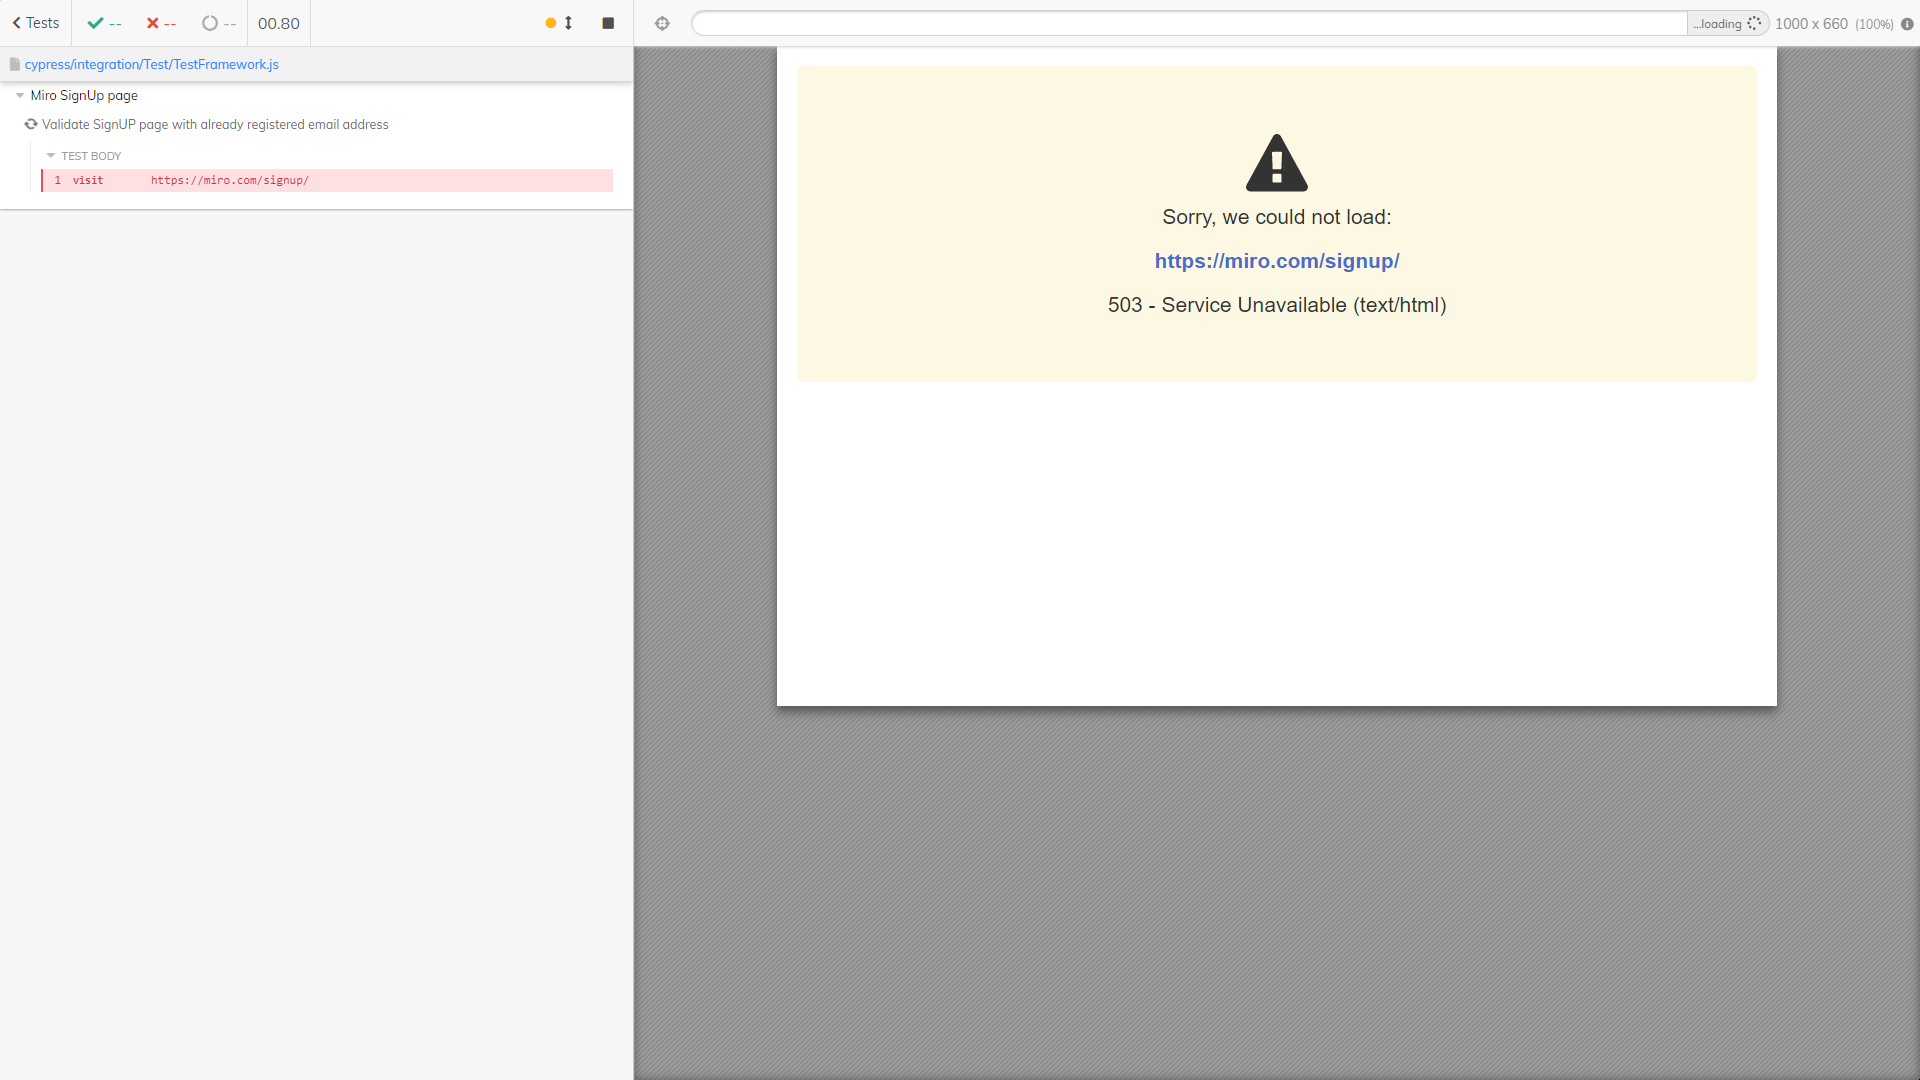 Tests -- -- -- 00.80
...loading 1000 x 660 (100%)
cypress/integration/Test/TestFramework.js
Miro SignUp page
Validate SignUP page with already registered email address
TEST BODY
1 visit https://miro.com/signup/
Sorry, we could not load:
https://miro.com/signup/
503 - Service Unavailable (text/html)